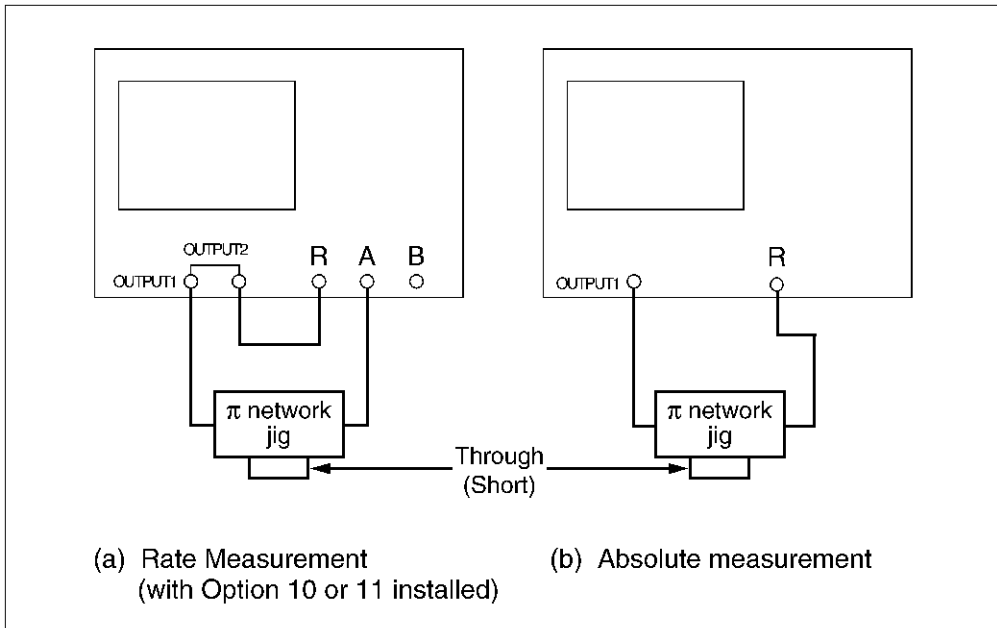 OUTPUT2
OUTPUT1
R
A
B
π network
jig
OUTPUT1
R
π network
jig
Through
(Short)
(a) Rate Measurement
(with Option 10 or 11 installed)
(b) Absolute measurement